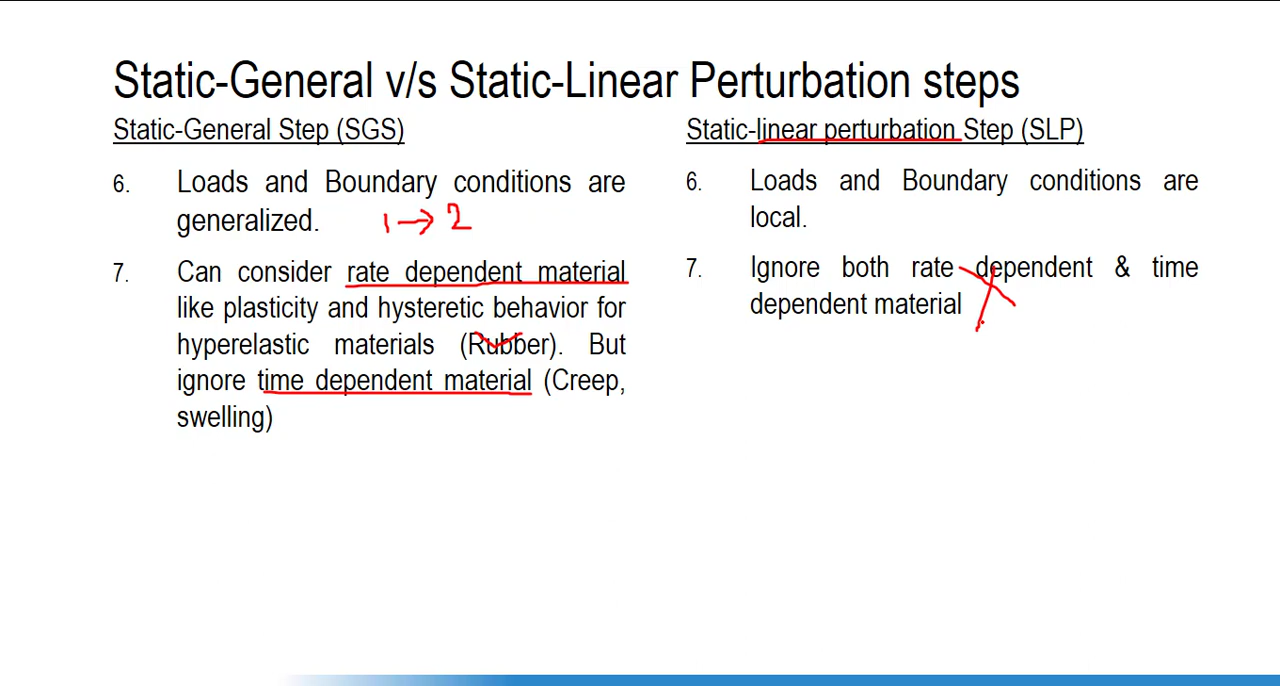 Static-General v/s Static-Linear Perturbation steps
Static-General Step (SGS)
6. Loads and Boundary conditions are
generalized. 1→2
7. Can consider rate dependent material
like plasticity and hysteretic behavior for
hyperelastic materials (Rubber). But
ignore time dependent material (Creep,
swelling)
Static-linear perturbation Step (SLP)
6. Loads and Boundary conditions are
local.
7. Ignore both rate dependent & time
dependent material